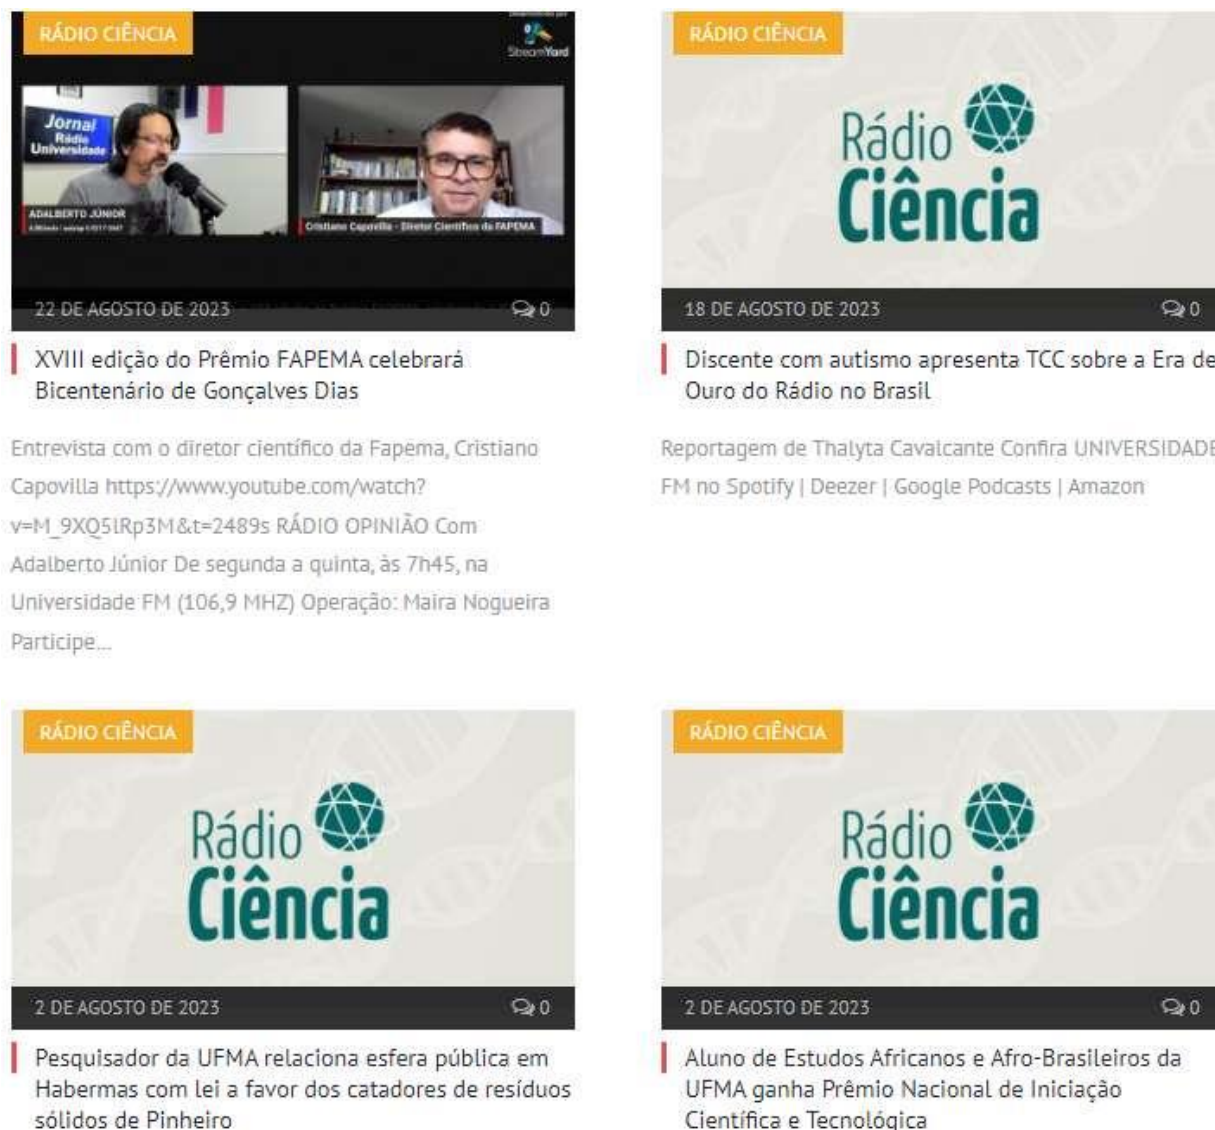 RÁDIO CIÊNCIA
StreamYard
Jornal
Rádio
Universidade
ADALBERTO JÚNIOR
Cristiano Capovilla - Diretor Científico da FAPEMA
22 DE AGOSTO DE 2023
0
XVIII edição do Prêmio FAPEMA celebrará
Bicentenário de Gonçalves Dias
Entrevista com o diretor científico da Fapema, Cristiano
Capovilla https://www.youtube.com/watch?
v=M_9XQ5lRp3M&t=2489s RÁDIO OPINIÃO Com
Adalberto Júnior De segunda a quinta, às 7h45, na
Universidade FM (106,9 MHZ) Operação: Maira Nogueira
Participe...
RÁDIO CIÊNCIA
Rádio
Ciência
18 DE AGOSTO DE 2023
0
Discente com autismo apresenta TCC sobre a Era de
Ouro do Rádio no Brasil
Reportagem de Thalyta Cavalcante Confira UNIVERSIDADE
FM no Spotify | Deezer | Google Podcasts | Amazon
RÁDIO CIÊNCIA
Rádio
Ciência
2 DE AGOSTO DE 2023
0
Pesquisador da UFMA relaciona esfera pública em
Habermas com lei a favor dos catadores de resíduos
sólidos de Pinheiro
RÁDIO CIÊNCIA
Rádio
Ciência
2 DE AGOSTO DE 2023
0
Aluno de Estudos Africanos e Afro-Brasileiros da
UFMA ganha Prêmio Nacional de Iniciação
Científica e Tecnológica